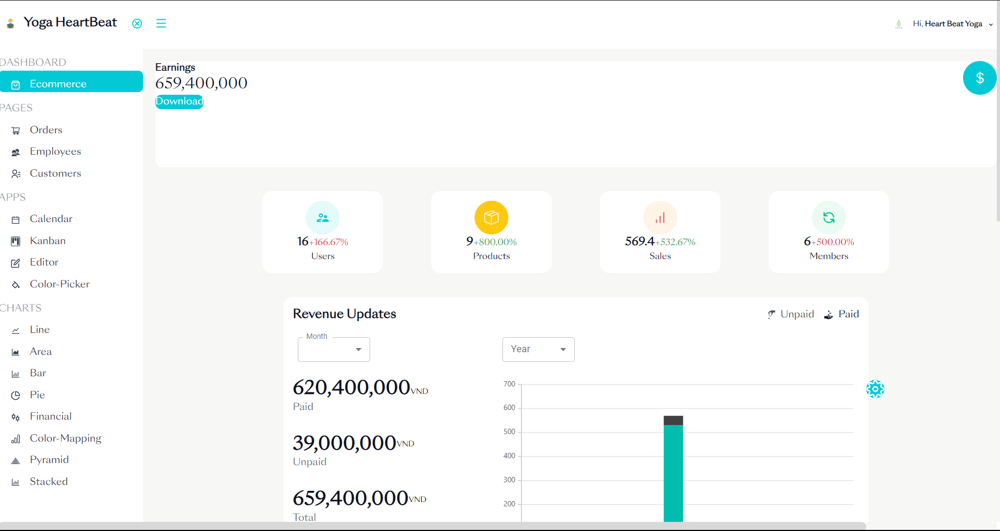 Yoga HeartBeat
Hi, Heart Beat Yoga
DASHBOARD
Ecommerce
PAGES
Orders
Employees
Customers
APPS
Calendar
Kanban
Editor
Color-Picker
CHARTS
Line
Area
Bar
Pie
Financial
Color-Mapping
Pyramid
Stacked
Earnings
659,400,000
Download
$
16+166.67%
Users
9+800.00%
Products
569.4+532.67%
Sales
6+500.00%
Members
Revenue Updates
Unpaid
Paid
Month
Year
620,400,000VND
Paid
39,000,000VND
Unpaid
659,400,000VND
Total
700
600
500
400
300
200